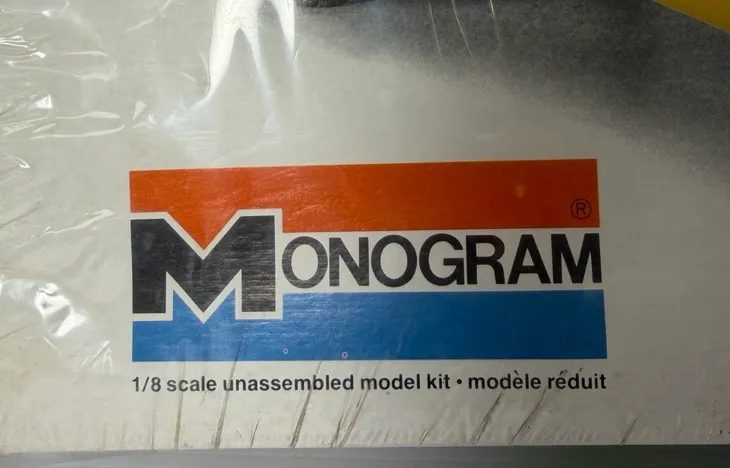 ®
MONOGRAM
1/8 scale unassembled model kit • modèle réduit